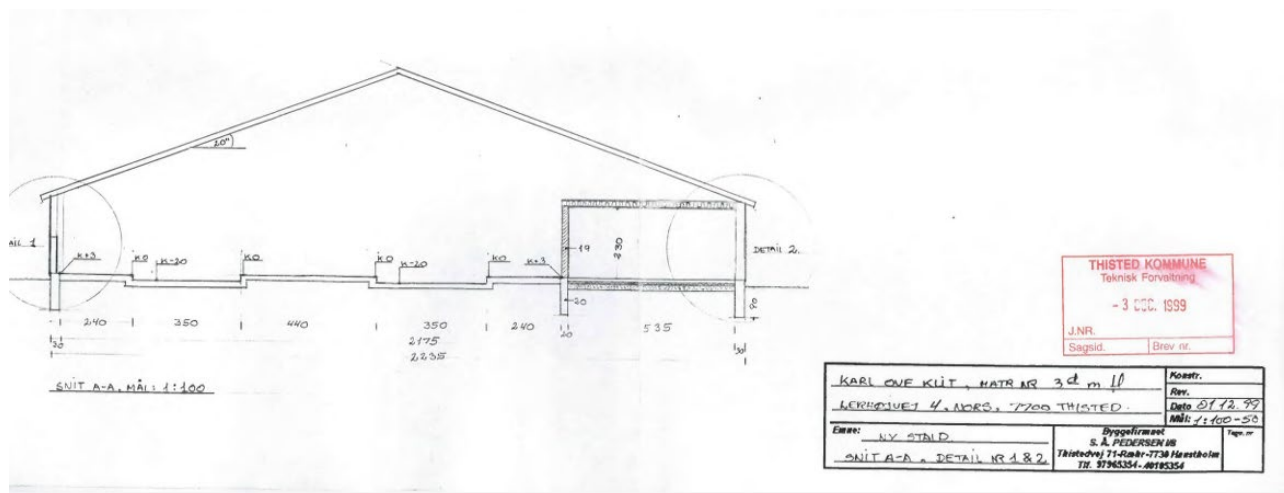 20°
DETAIL 2.
K+3
K0
K-20
K0
K0
K-20
K0
K+3
19
230
20
90
240
350
440
350
240
20
535
30
2175
30
2235
SNIT A-A. MÅL: 1:100
THISTED KOMMUNE
Teknisk Forvaltning
- 3 DEC. 1999
J.NR.
Sagsid.
Brev nr.
KARL OVE KLIT, MATR NR 3d m fl
LERHØJVEJ 4. NORS. 7700 THISTED.
Konstr.
Rev.
Dato 01 12. 99
Mål: 1:100-50
Emne:
NY STALD
SNIT A-A. DETAIL NR 1&2
Byggefirmaet
S. Å. PEDERSEN I/S
Thistedvej 71-Ræhr-7730 Hanstholm
Tlf. 97965354-40185354
Tegn. nr